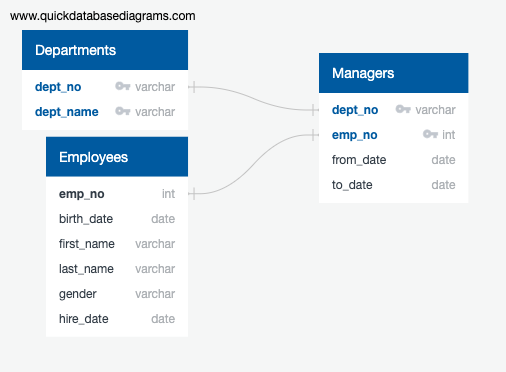 www.quickdatabasediagrams.com
Departments
dept_no varchar
dept_name varchar
Employees
emp_no int
birth_date date
first_name varchar
last_name varchar
gender varchar
hire_date date
Managers
dept_no varchar
emp_no int
from_date date
to_date date